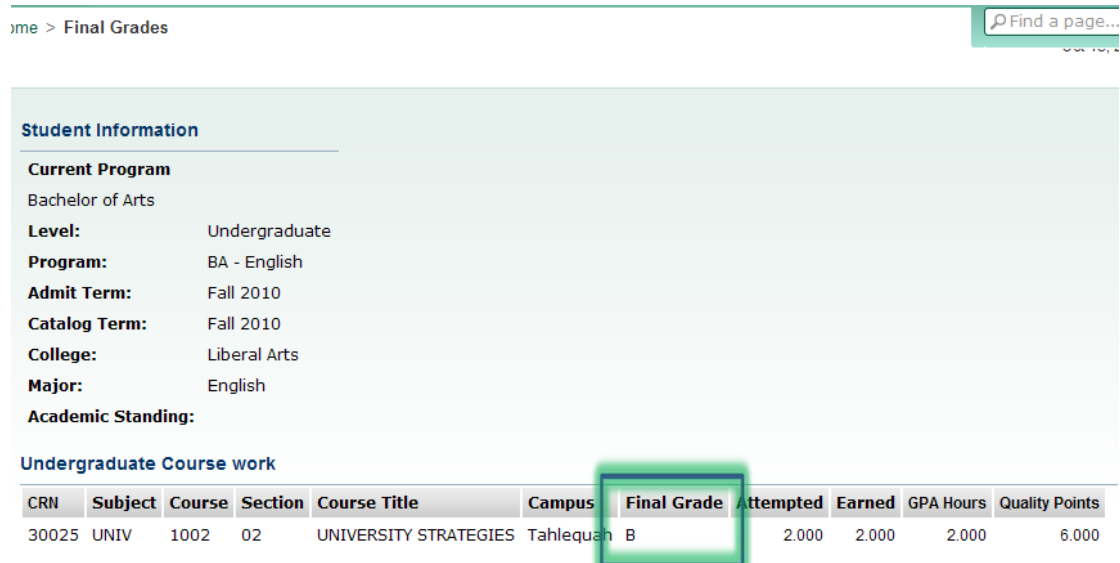 ome > Final Grades
Find a page...
Student Information
Current Program
Bachelor of Arts
Level: Undergraduate
Program: BA - English
Admit Term: Fall 2010
Catalog Term: Fall 2010
College: Liberal Arts
Major: English
Academic Standing:
Undergraduate Course work
CRN Subject Course Section Course Title Campus Final Grade Attempted Earned GPA Hours Quality Points
30025 UNIV 1002 02 UNIVERSITY STRATEGIES Tahlequah B 2.000 2.000 2.000 6.000